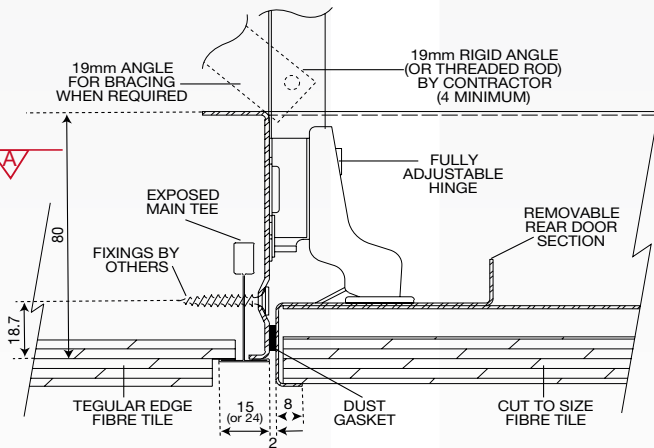 19mm ANGLE
FOR BRACING
WHEN REQUIRED
19mm RIGID ANGLE
(OR THREADED ROD)
BY CONTRACTOR
(4 MINIMUM)
A
FULLY
ADJUSTABLE
HINGE
EXPOSED
MAIN TEE
REMOVABLE
REAR DOOR
SECTION
80
FIXINGS BY
OTHERS
18.7
TEGULAR EDGE
FIBRE TILE
15
(or 24)
8
2
DUST
GASKET
CUT TO SIZE
FIBRE TILE